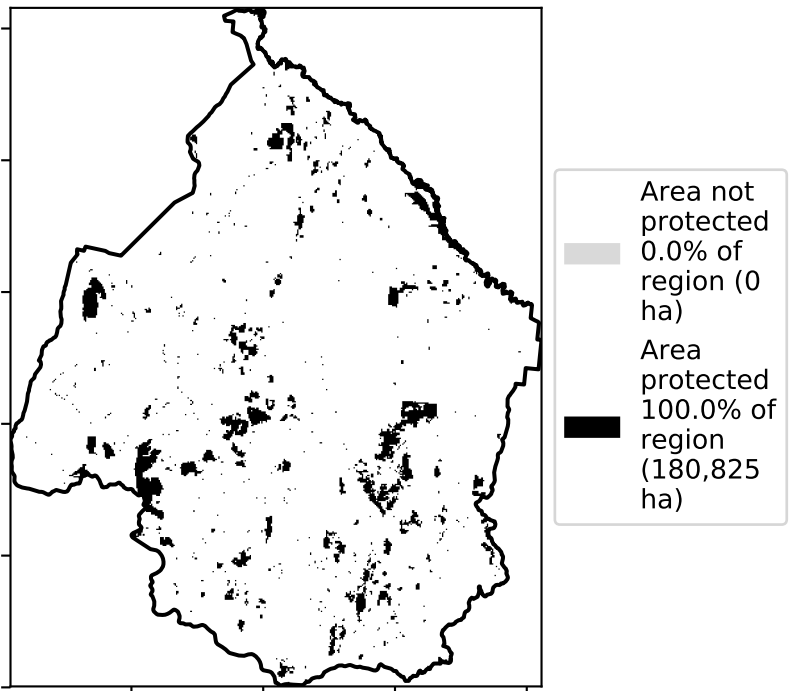 Area not
protected
0.0% of
region (0
ha)
Area
protected
100.0% of
region
(180,825
ha)